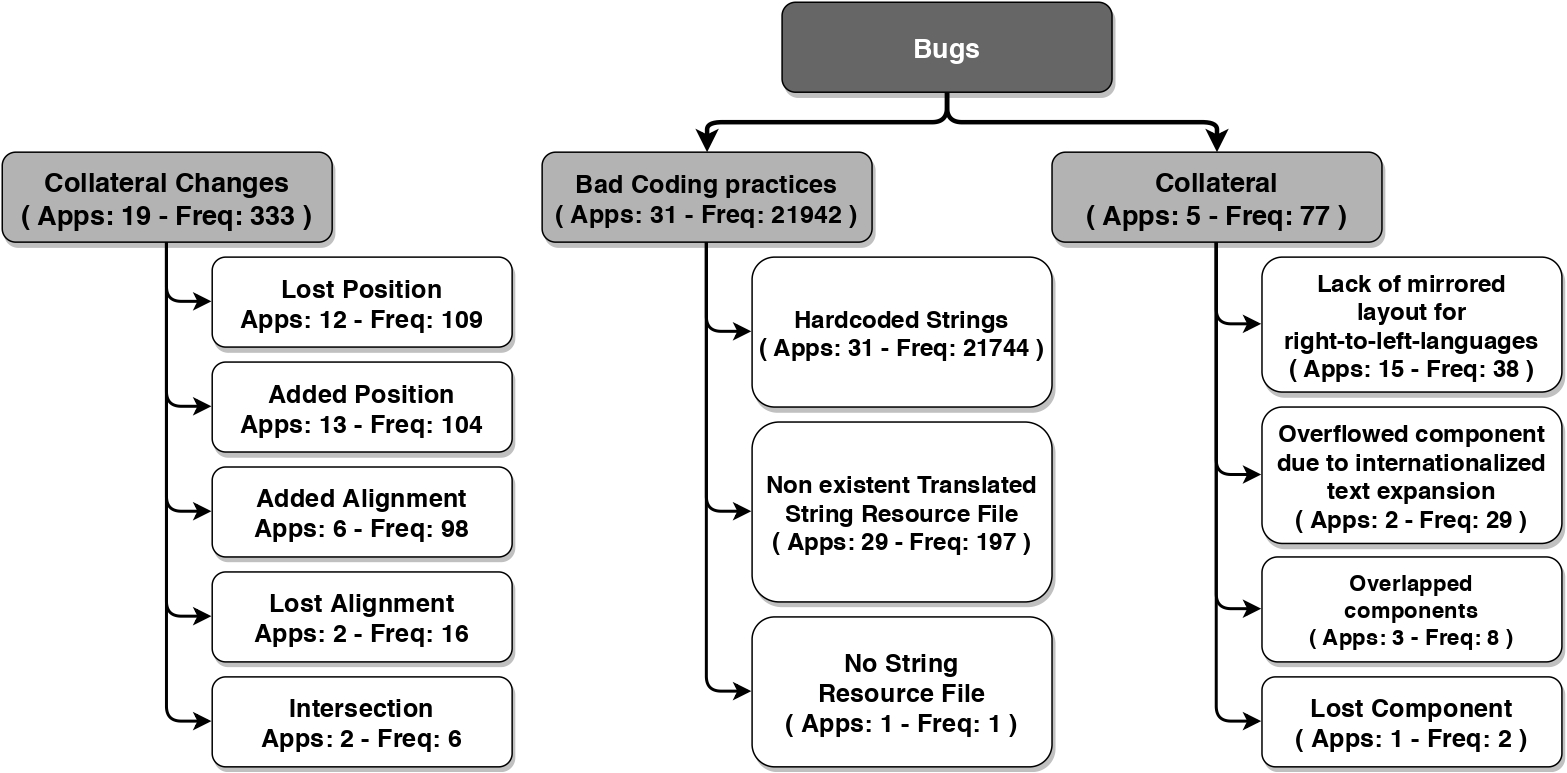 Bugs
Collateral Changes
( Apps: 19 - Freq: 333 )
Lost Position
Apps: 12 - Freq: 109
Added Position
Apps: 13 - Freq: 104
Added Alignment
Apps: 6 - Freq: 98
Lost Alignment
Apps: 2 - Freq: 16
Intersection
Apps: 2 - Freq: 6
Bad Coding practices
( Apps: 31 - Freq: 21942 )
Hardcoded Strings
( Apps: 31 - Freq: 21744 )
Non existent Translated
String Resource File
( Apps: 29 - Freq: 197 )
No String
Resource File
( Apps: 1 - Freq: 1 )
Collateral
( Apps: 5 - Freq: 77 )
Lack of mirrored
layout for
right-to-left-languages
( Apps: 15 - Freq: 38 )
Overflowed component
due to internationalized
text expansion
( Apps: 2 - Freq: 29 )
Overlapped
components
( Apps: 3 - Freq: 8 )
Lost Component
( Apps: 1 - Freq: 2 )